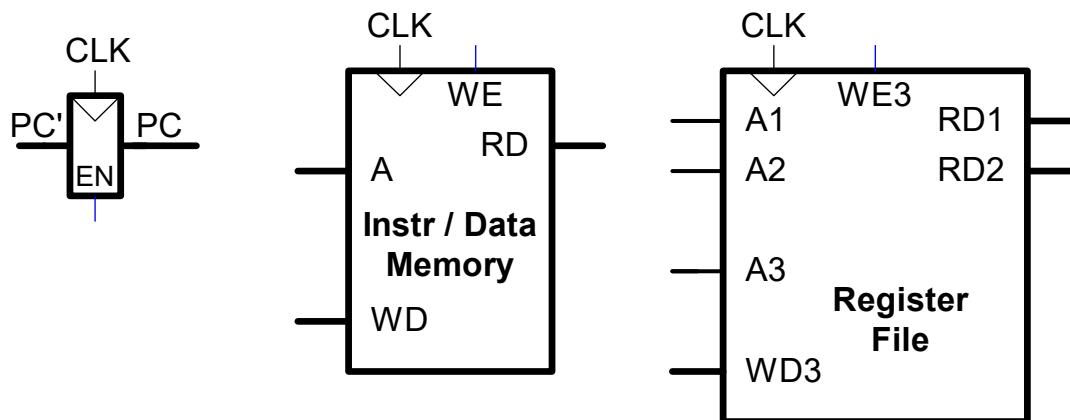 CLK
PC'
PC
EN
CLK
WE
RD
A
Instr / Data
Memory
WD
CLK
WE3
A1
RD1
A2
RD2
A3
Register
File
WD3